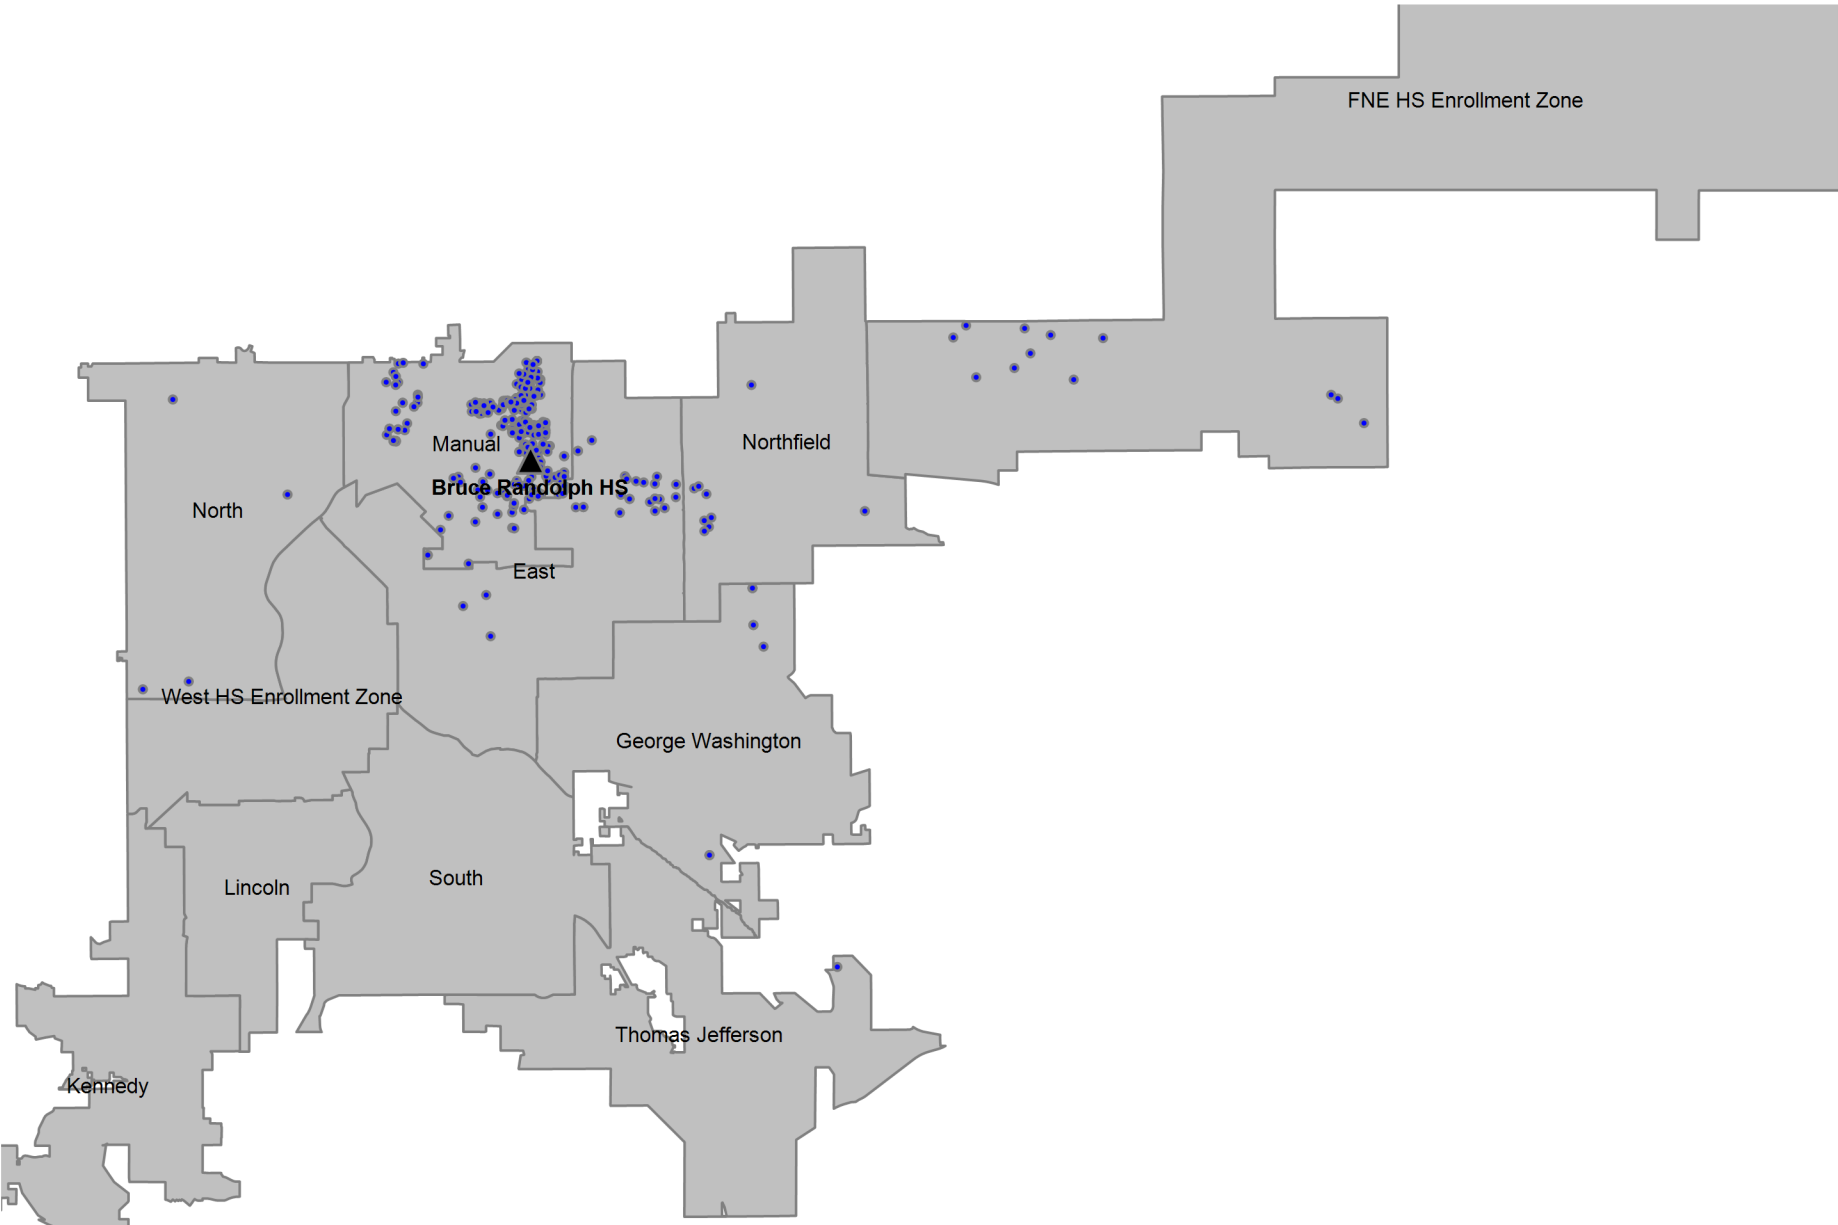 FNE HS Enrollment Zone
Northfield
Manual
Bruce Randolph HS
North
East
West HS Enrollment Zone
George Washington
South
Lincoln
Thomas Jefferson
Kennedy